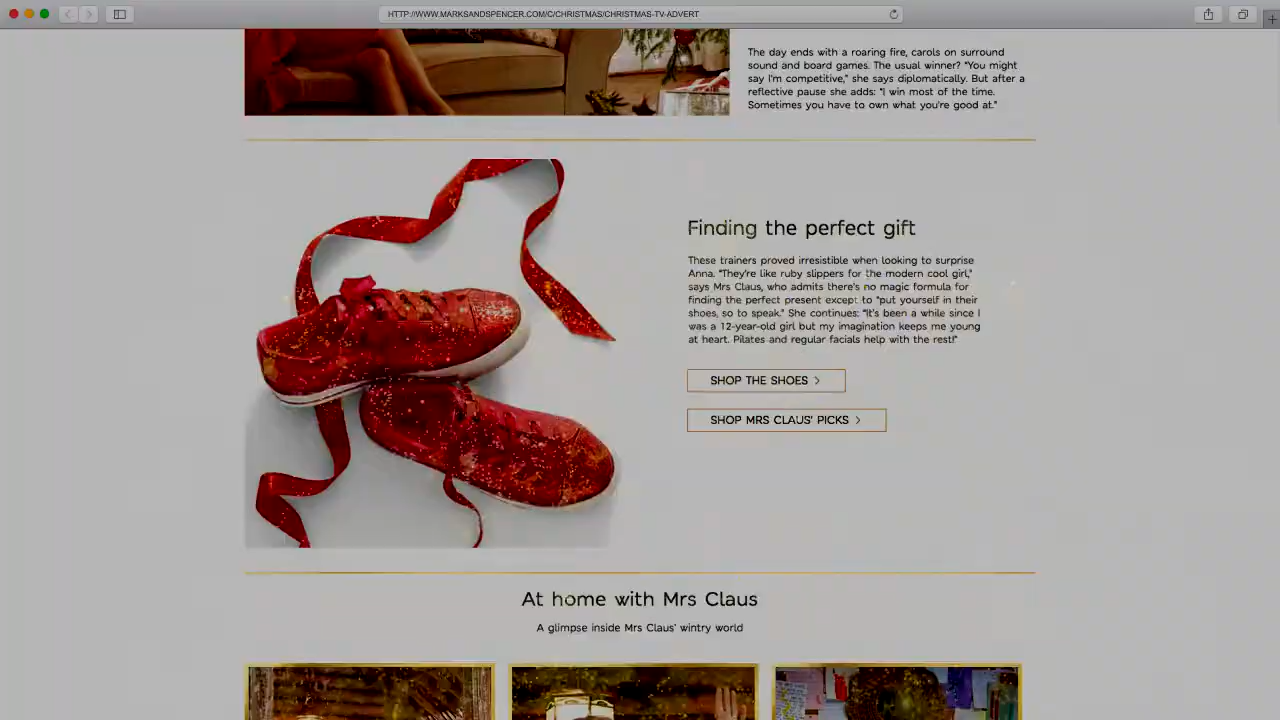 HTTP://WWW.MARKSANDSPENCER.COM/C/CHRISTMAS/CHRISTMAS-TV-ADVERT
The day ends with a roaring fire, carols on surround
sound and board games. The usual winner? "You might
say I'm competitive," she says diplomatically. But after a
reflective pause she adds: "I win most of the time.
Sometimes you have to own what you're good at."
Finding the perfect gift
These trainers proved irresistible when looking to surprise
Anna. "They're like ruby slippers for the modern cool girl,"
says Mrs Claus, who admits there's no magic formula for
finding the perfect present except to "put yourself in their
shoes, so to speak." She continues: "It's been a while since I
was a 12-year-old girl but my imagination keeps me young
at heart. Pilates and regular facials help with the rest!"
SHOP THE SHOES >
SHOP MRS CLAUS' PICKS >
At home with Mrs Claus
A glimpse inside Mrs Claus' wintry world